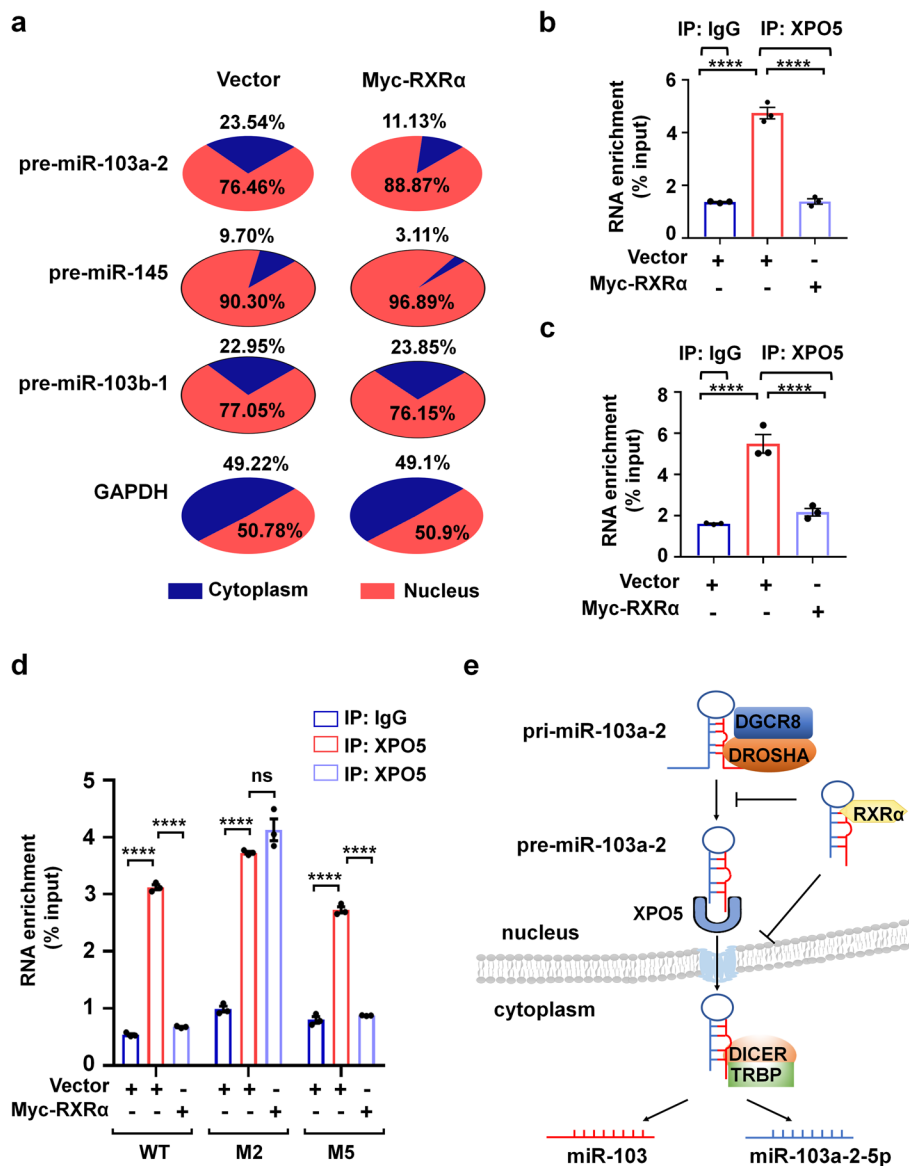 a
Vector Myc-RXRα
23.54% 11.13%
pre-miR-103a-2
76.46% 88.87%
9.70% 3.11%
pre-miR-145
90.30% 96.89%
22.95% 23.85%
pre-miR-103b-1
77.05% 76.15%
49.22% 49.1%
GAPDH
50.78% 50.9%
Cytoplasm Nucleus
b
IP: IgG IP: XPO5
**** ****
RNA enrichment
(% input)
6
4
2
0
Vector + + -
Myc-RXRα - - +
c
IP: IgG IP: XPO5
**** ****
RNA enrichment
(% input)
8
6
4
2
0
Vector + + -
Myc-RXRα - - +
d
IP: IgG
IP: XPO5
IP: XPO5
RNA enrichment
(% input)
5
4
3
2
1
0
**** ****
**** ns
**** ****
Vector + + - + + - + + -
Myc-RXRα - - + - - + - - +
WT M2 M5
e
pri-miR-103a-2
DGCR8
DROSHA
RXRα
pre-miR-103a-2
XPO5
nucleus
cytoplasm
DICER
TRBP
miR-103 miR-103a-2-5p